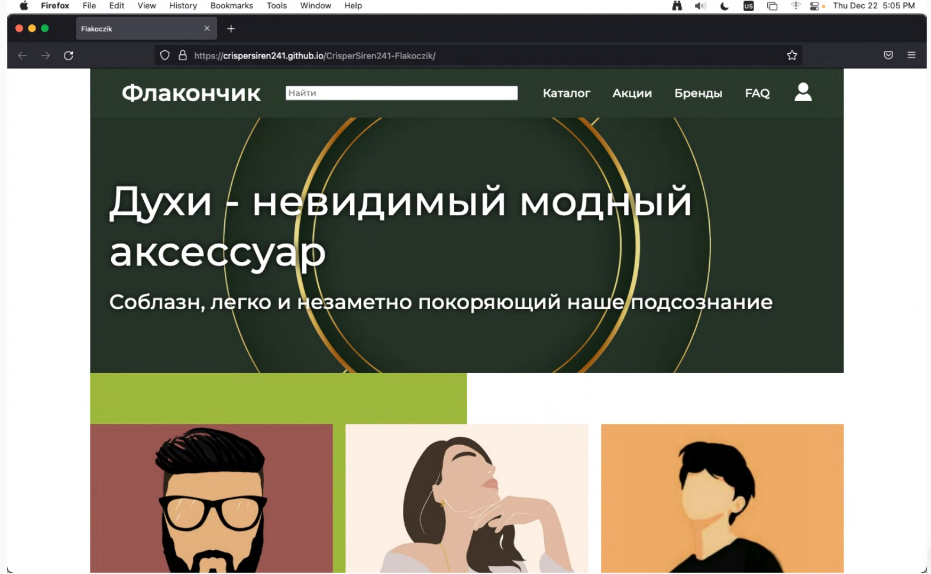 Firefox File Edit View History Bookmarks Tools Window Help US Thu Dec 22 5:05 PM
Flakoczik
https://crispersiren241.github.io/CrisperSiren241-Flakoczik/
Флакончик Найти Каталог Акции Бренды FAQ
Духи - невидимый модный
аксессуар
Соблазн, легко и незаметно покоряющий наше подсознание